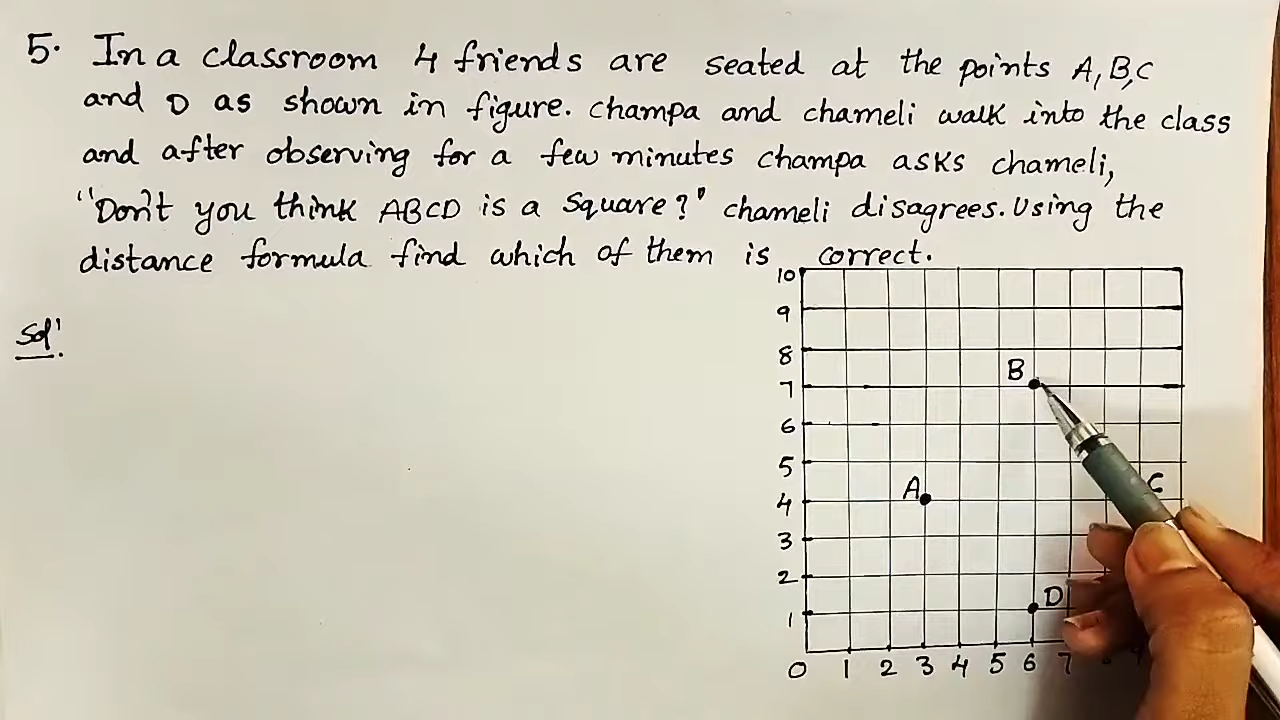 5. In a classroom 4 friends are seated at the points A, B, C
and D as shown in figure. champa and chameli walk into the class
and after observing for a few minutes champa asks chameli,
"Don't you think ABCD is a square?" chameli disagrees. Using the
distance formula find which of them is correct.
Sol'.
10
9
8
7
6
5
4
3
2
1
B
A
C
D
0 1 2 3 4 5 6 7